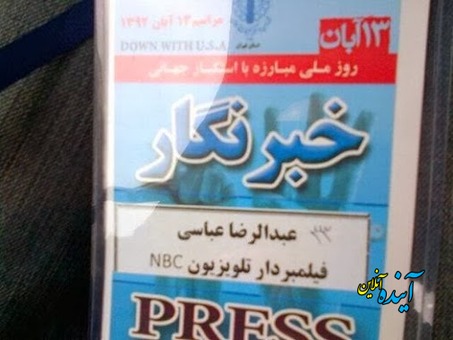 مراسم ۱۳ آبان ۱۳۹۲
۱۳ آبان
DOWN WITH U.S.A
روز ملی مبارزه با استکبار جهانی
خبرنگار
عبدالرضا عباسی
فیلمبردار تلویزیون NBC
PRESS
آینده آنلاین